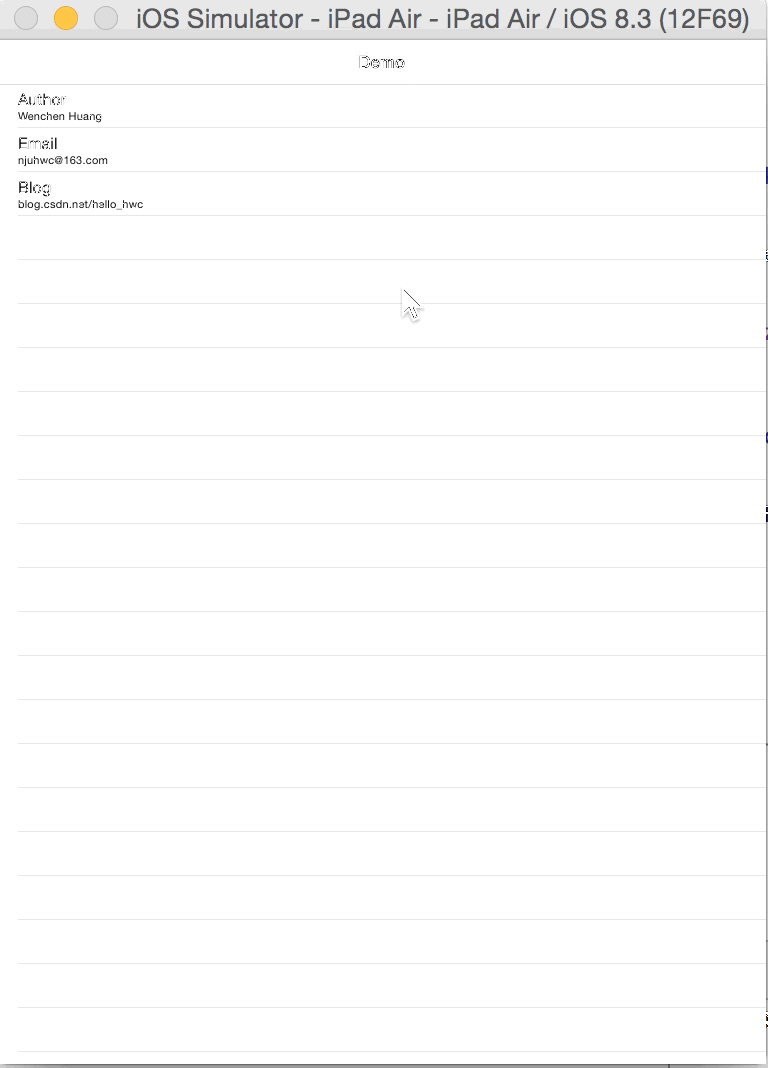 iOS Simulator - iPad Air - iPad Air / iOS 8.3 (12F69)
Demo
Author
Wenchen Huang
Email
njuhwc@163.com
Blog
blog.csdn.net/hello_hwc